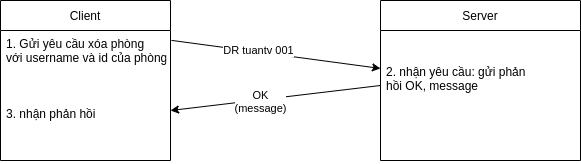 Client
Server
1. Gửi yêu cầu xóa phòng
với username và id của phòng
DR tuantv 001
2. nhận yêu cầu: gửi phản
hồi OK, message
OK
(message)
3. nhận phản hồi